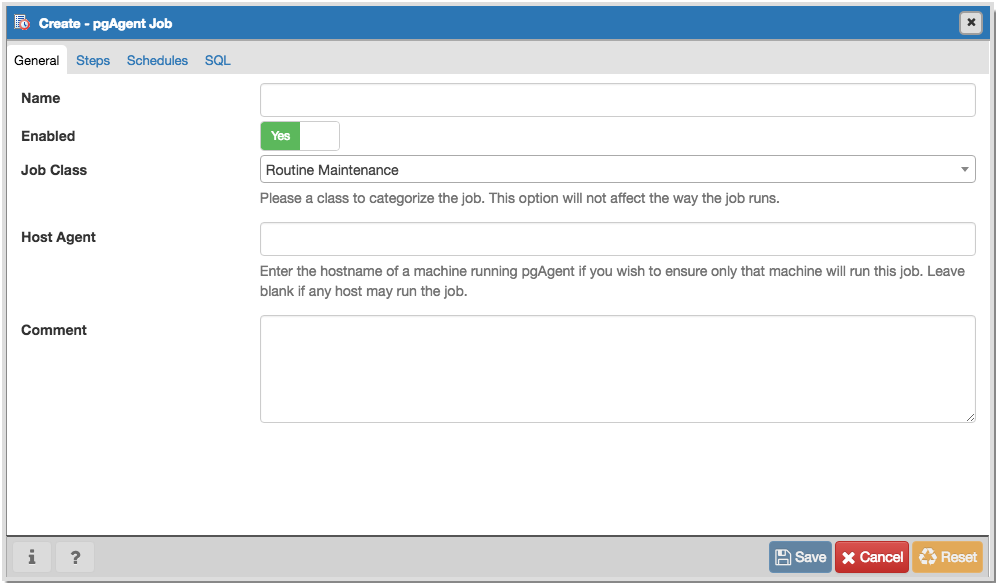 Create - pgAgent Job
General Steps Schedules SQL
Name
Enabled Yes
Job Class Routine Maintenance
Please a class to categorize the job. This option will not affect the way the job runs.
Host Agent
Enter the hostname of a machine running pgAgent if you wish to ensure only that machine will run this job. Leave
blank if any host may run the job.
Comment
i ? Save Cancel Reset